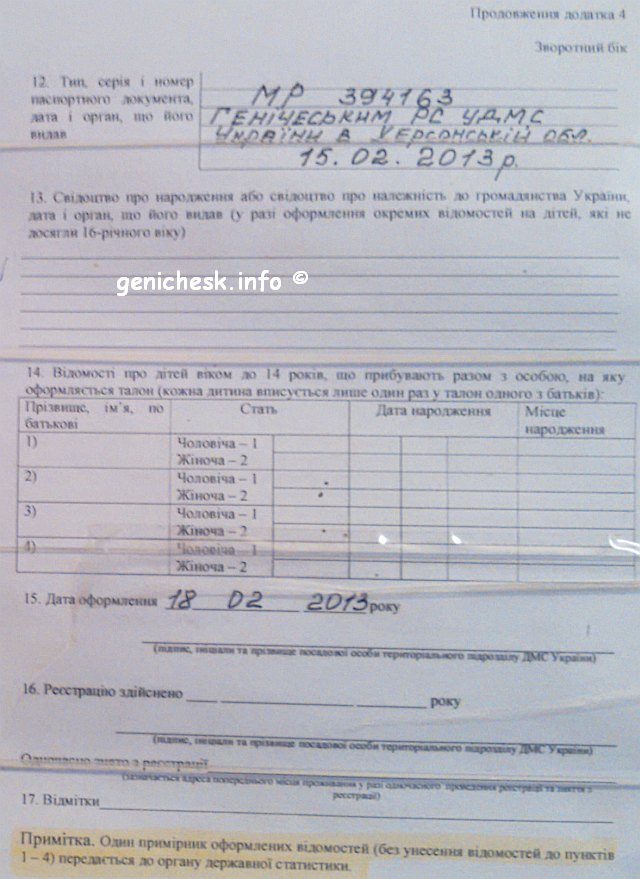 Продовження додатка 4
Зворотний бік
12. Тип, серія і номер
паспортного документа,
дата і орган, що його
видав
МР 394163
ГЕНІЧЕСЬКИМ РС УДМС
УКРАЇНИ В ХЕРСОНСЬКІЙ ОБЛ.
15.02.2013р.
13. Свідоцтво про народження або свідоцтво про належність до громадянства України,
дата і орган, що його видав (у разі оформлення окремих відомостей на дітей, які не
досягли 16-річного віку)
genichesk.info ©
14. Відомості про дітей віком до 14 років, що прибувають разом з особою, на яку
оформляється талон (кожна дитина вписується лише один раз у талон одного з батьків):
Прізвище, ім'я, по Стать Дата народження Місце
батькові народження
1) Чоловіча – 1
Жіноча – 2
2) Чоловіча – 1
Жіноча – 2
3) Чоловіча – 1
Жіноча – 2
4) Чоловіча – 1
Жіноча – 2
15. Дата оформлення 18 02 2013 року
(підпис, ініціали та прізвище посадової особи територіального підрозділу ДМС України)
16. Реєстрацію здійснено ____ ____ ____ року
(підпис, ініціали та прізвище посадової особи територіального підрозділу ДМС України)
Одночасно знято з реєстрації
(зазначається адреса попереднього місця проживання у разі одночасного проведення реєстрації та зняття з
реєстрації)
17. Відмітки
Примітка. Один примірник оформлених відомостей (без унесення відомостей до пунктів
1 – 4) передається до органу державної статистики.